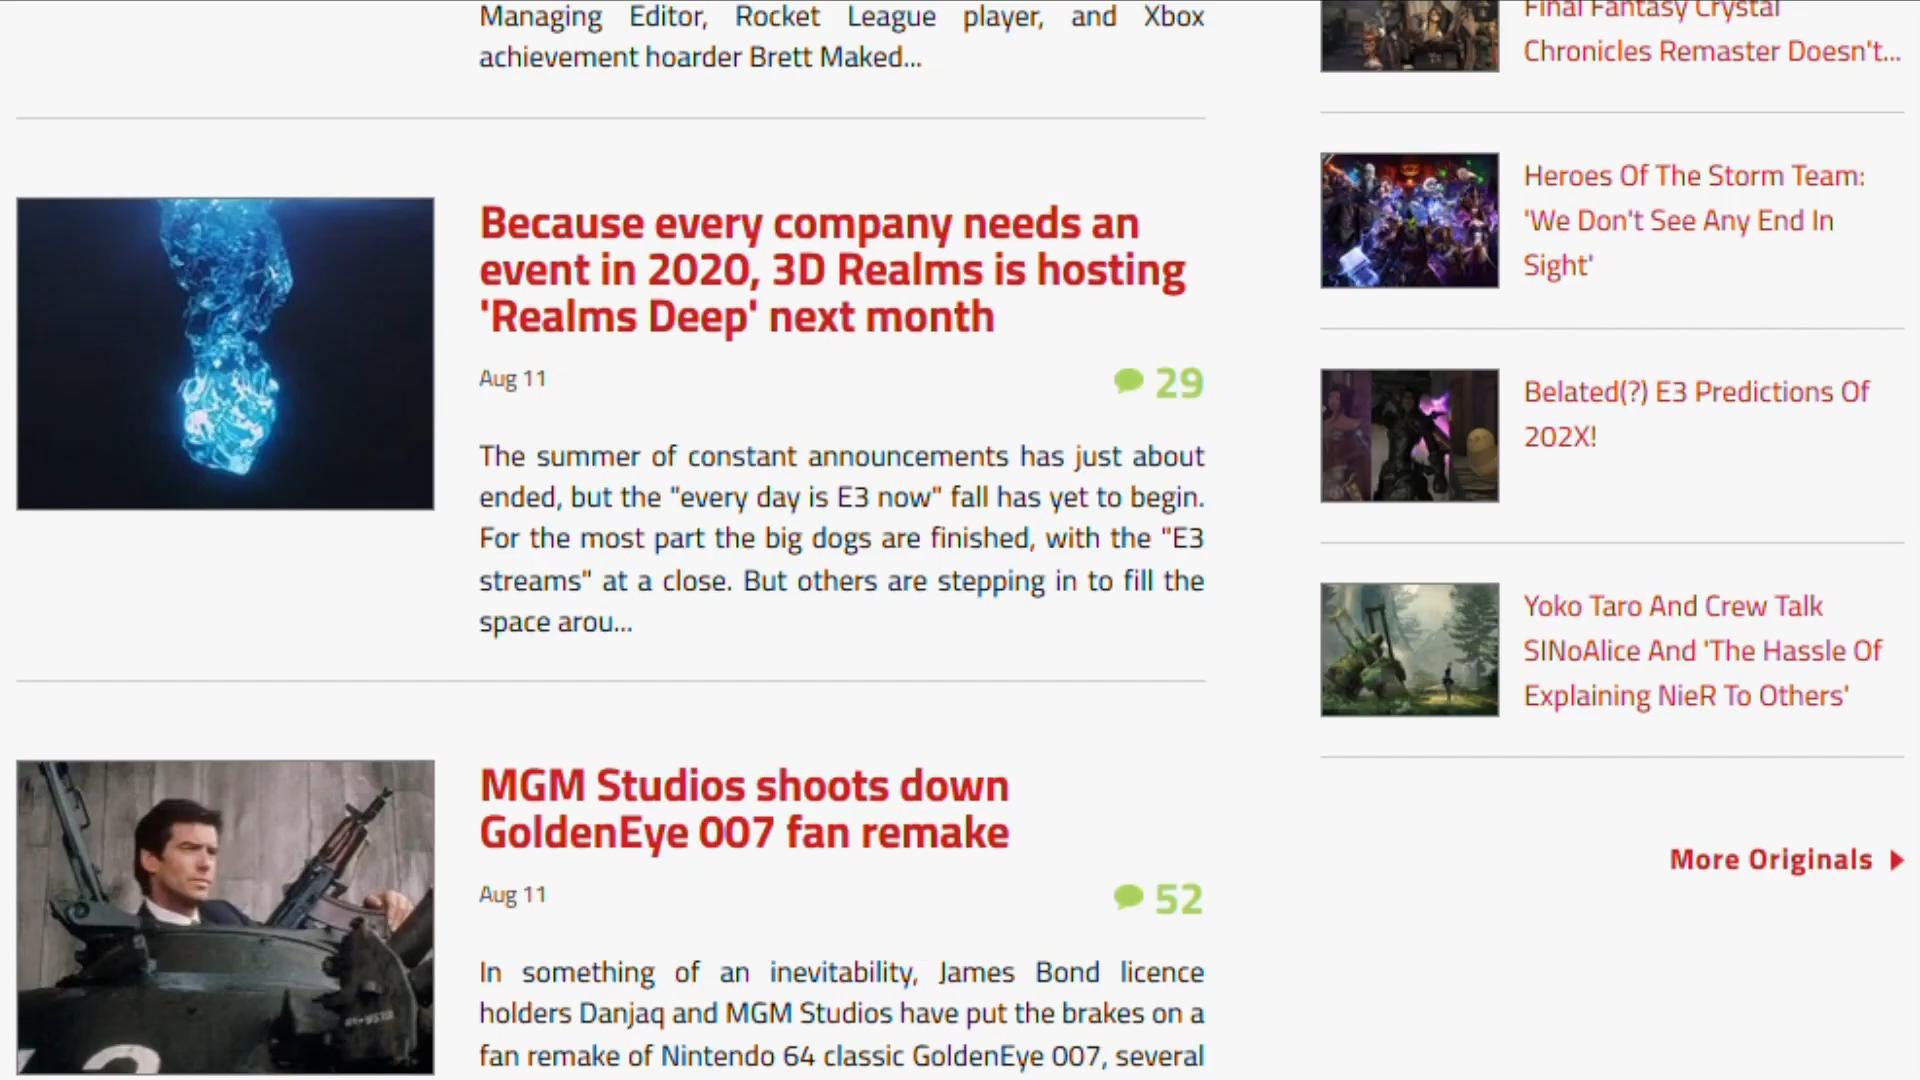 Managing Editor, Rocket League player, and Xbox
achievement hoarder Brett Maked...
Because every company needs an
event in 2020, 3D Realms is hosting
'Realms Deep' next month
Aug 11
29
The summer of constant announcements has just about
ended, but the "every day is E3 now" fall has yet to begin.
For the most part the big dogs are finished, with the "E3
streams" at a close. But others are stepping in to fill the
space arou...
MGM Studios shoots down
GoldenEye 007 fan remake
Aug 11
52
In something of an inevitability, James Bond licence
holders Danjaq and MGM Studios have put the brakes on a
fan remake of Nintendo 64 classic GoldenEye 007, several
Final Fantasy Crystal
Chronicles Remaster Doesn't...
Heroes Of The Storm Team:
'We Don't See Any End In
Sight'
Belated(?) E3 Predictions Of
202X!
Yoko Taro And Crew Talk
SINoAlice And 'The Hassle Of
Explaining NieR To Others'
More Originals